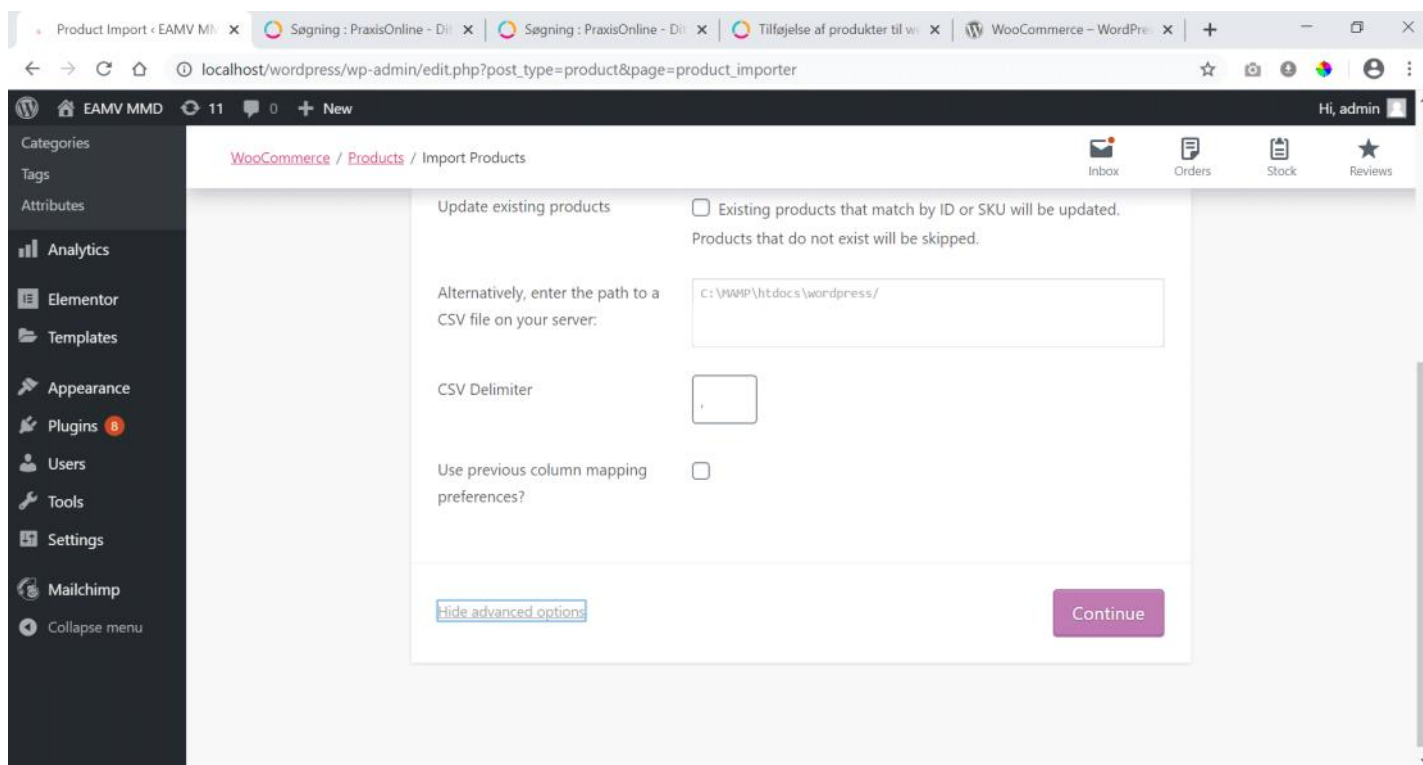 Product Import ‹ EAMV MM
Søgning : PraxisOnline - Dit
Søgning : PraxisOnline - Dit
Tilføjelse af produkter til we
WooCommerce – WordPre
localhost/wordpress/wp-admin/edit.php?post_type=product&page=product_importer
EAMV MMD 11 0 + New
Hi, admin
Categories
Tags
Attributes
Analytics
Elementor
Templates
Appearance
Plugins 8
Users
Tools
Settings
Mailchimp
Collapse menu
WooCommerce / Products / Import Products
Inbox
Orders
Stock
Reviews
Update existing products
Existing products that match by ID or SKU will be updated.
Products that do not exist will be skipped.
Alternatively, enter the path to a
CSV file on your server:
C:\MAMP\htdocs\wordpress/
CSV Delimiter
,
Use previous column mapping
preferences?
Hide advanced options
Continue